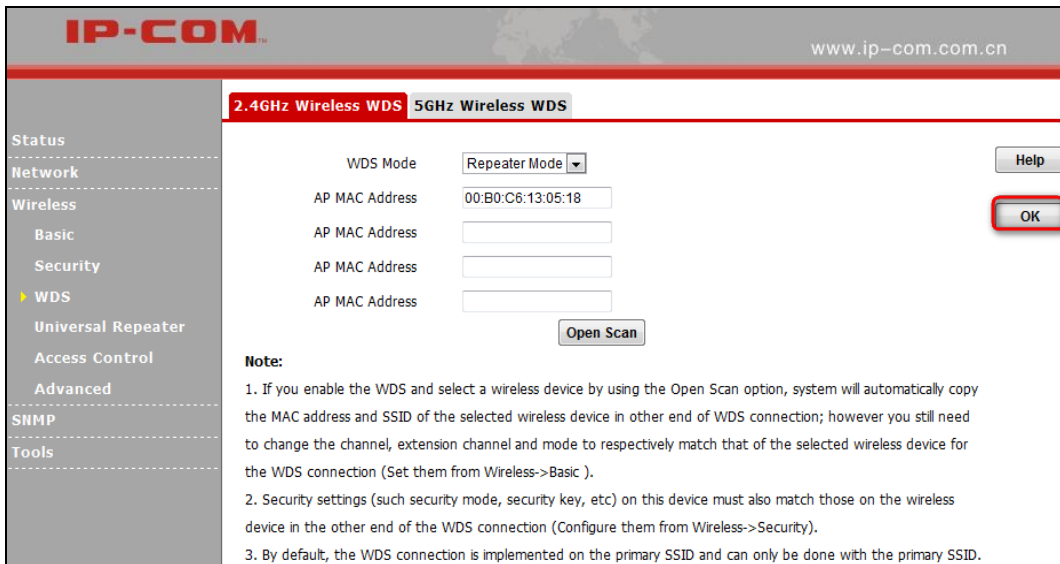 IP-COM™
www.ip-com.com.cn
2.4GHz Wireless WDS 5GHz Wireless WDS
Status
Network
Wireless
Basic
Security
WDS
Universal Repeater
Access Control
Advanced
SNMP
Tools
WDS Mode Repeater Mode
AP MAC Address 00:B0:C6:13:05:18
AP MAC Address
AP MAC Address
AP MAC Address
Open Scan
Help
OK
Note:
1. If you enable the WDS and select a wireless device by using the Open Scan option, system will automatically copy
the MAC address and SSID of the selected wireless device in other end of WDS connection; however you still need
to change the channel, extension channel and mode to respectively match that of the selected wireless device for
the WDS connection (Set them from Wireless->Basic ).
2. Security settings (such security mode, security key, etc) on this device must also match those on the wireless
device in the other end of the WDS connection (Configure them from Wireless->Security).
3. By default, the WDS connection is implemented on the primary SSID and can only be done with the primary SSID.